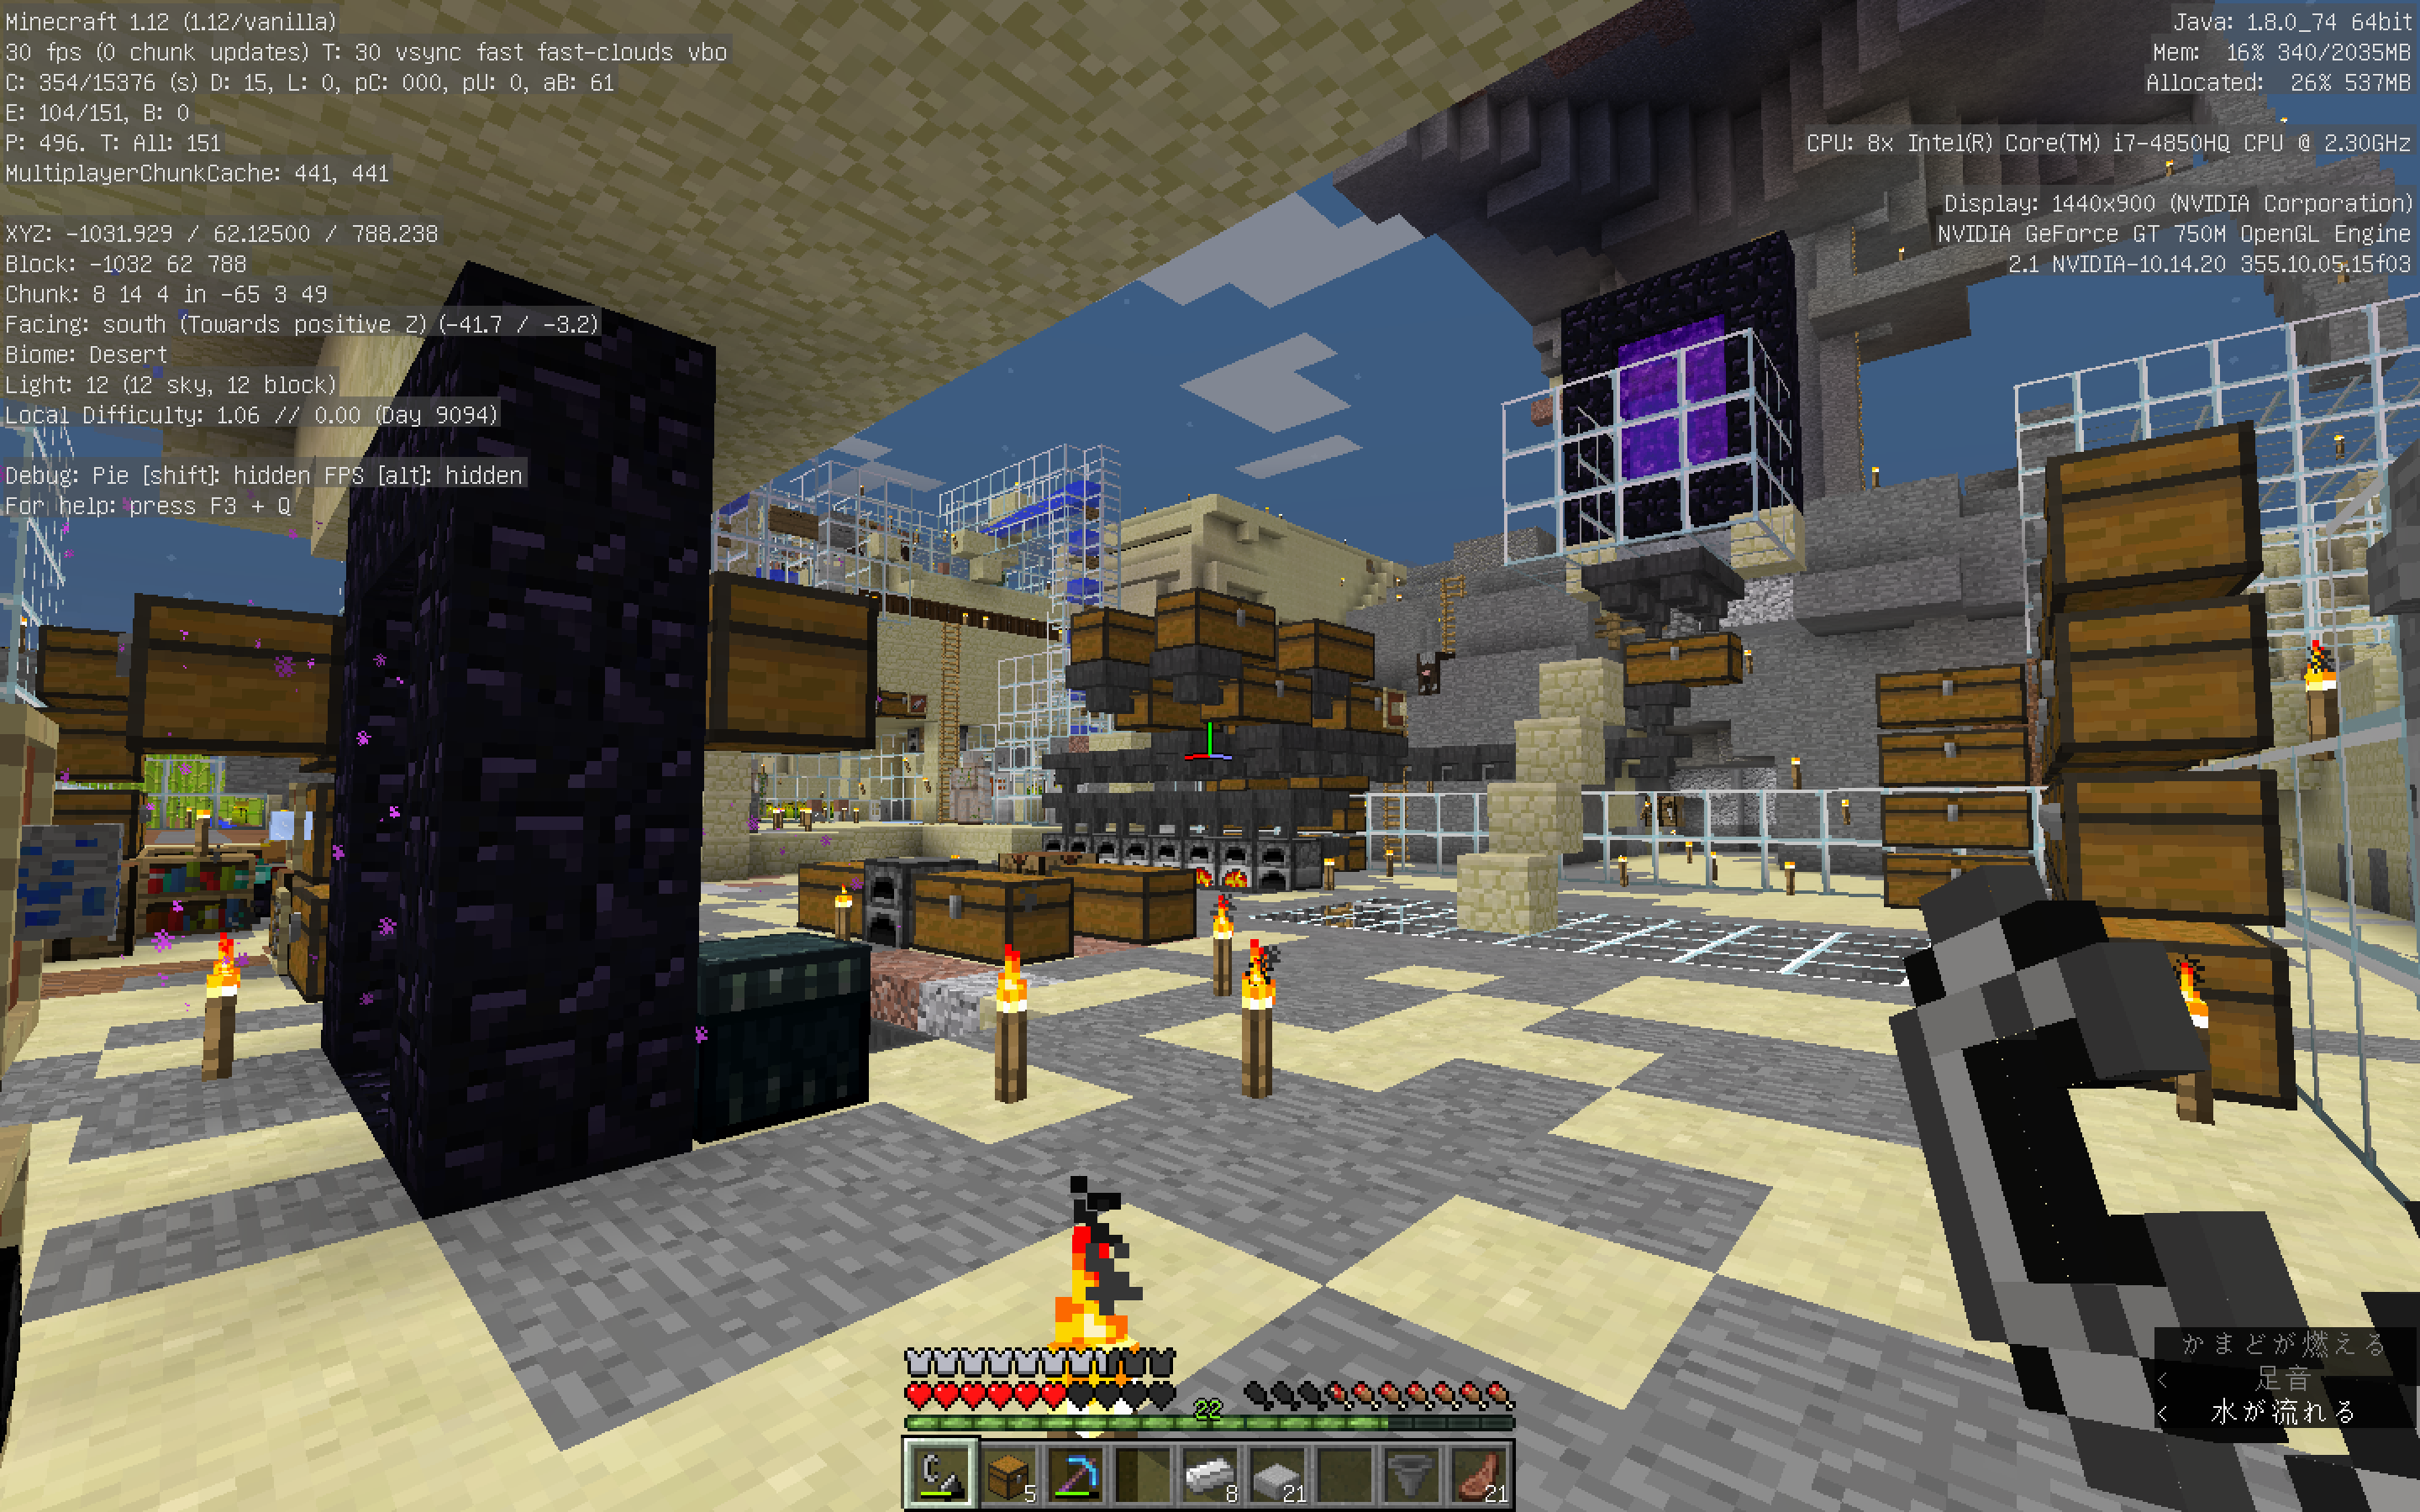 Minecraft 1.12 (1.12/vanilla)
30 fps (0 chunk updates) T: 30 vsync fast fast-clouds vbo
C: 354/15376 (s) D: 15, L: 0, pC: 000, pU: 0, aB: 61
E: 104/151, B: 0
P: 496. T: All: 151
MultiplayerChunkCache: 441, 441
XYZ: -1031.929 / 62.12500 / 788.238
Block: -1032 62 788
Chunk: 8 14 4 in -65 3 49
Facing: south (Towards positive Z) (-41.7 / -3.2)
Biome: Desert
Light: 12 (12 sky, 12 block)
Local Difficulty: 1.06 // 0.00 (Day 9094)
Debug: Pie [shift]: hidden FPS [alt]: hidden
For help: press F3 + Q
Java: 1.8.0_74 64bit
Mem: 16% 340/2035MB
Allocated: 26% 537MB
CPU: 8x Intel(R) Core(TM) i7-4850HQ CPU @ 2.30GHz
Display: 1440x900 (NVIDIA Corporation)
NVIDIA GeForce GT 750M OpenGL Engine
2.1 NVIDIA-10.14.20 355.10.05.15f03
かまどが燃える
< 足音
< 水が流れる
22
5
8
21
21